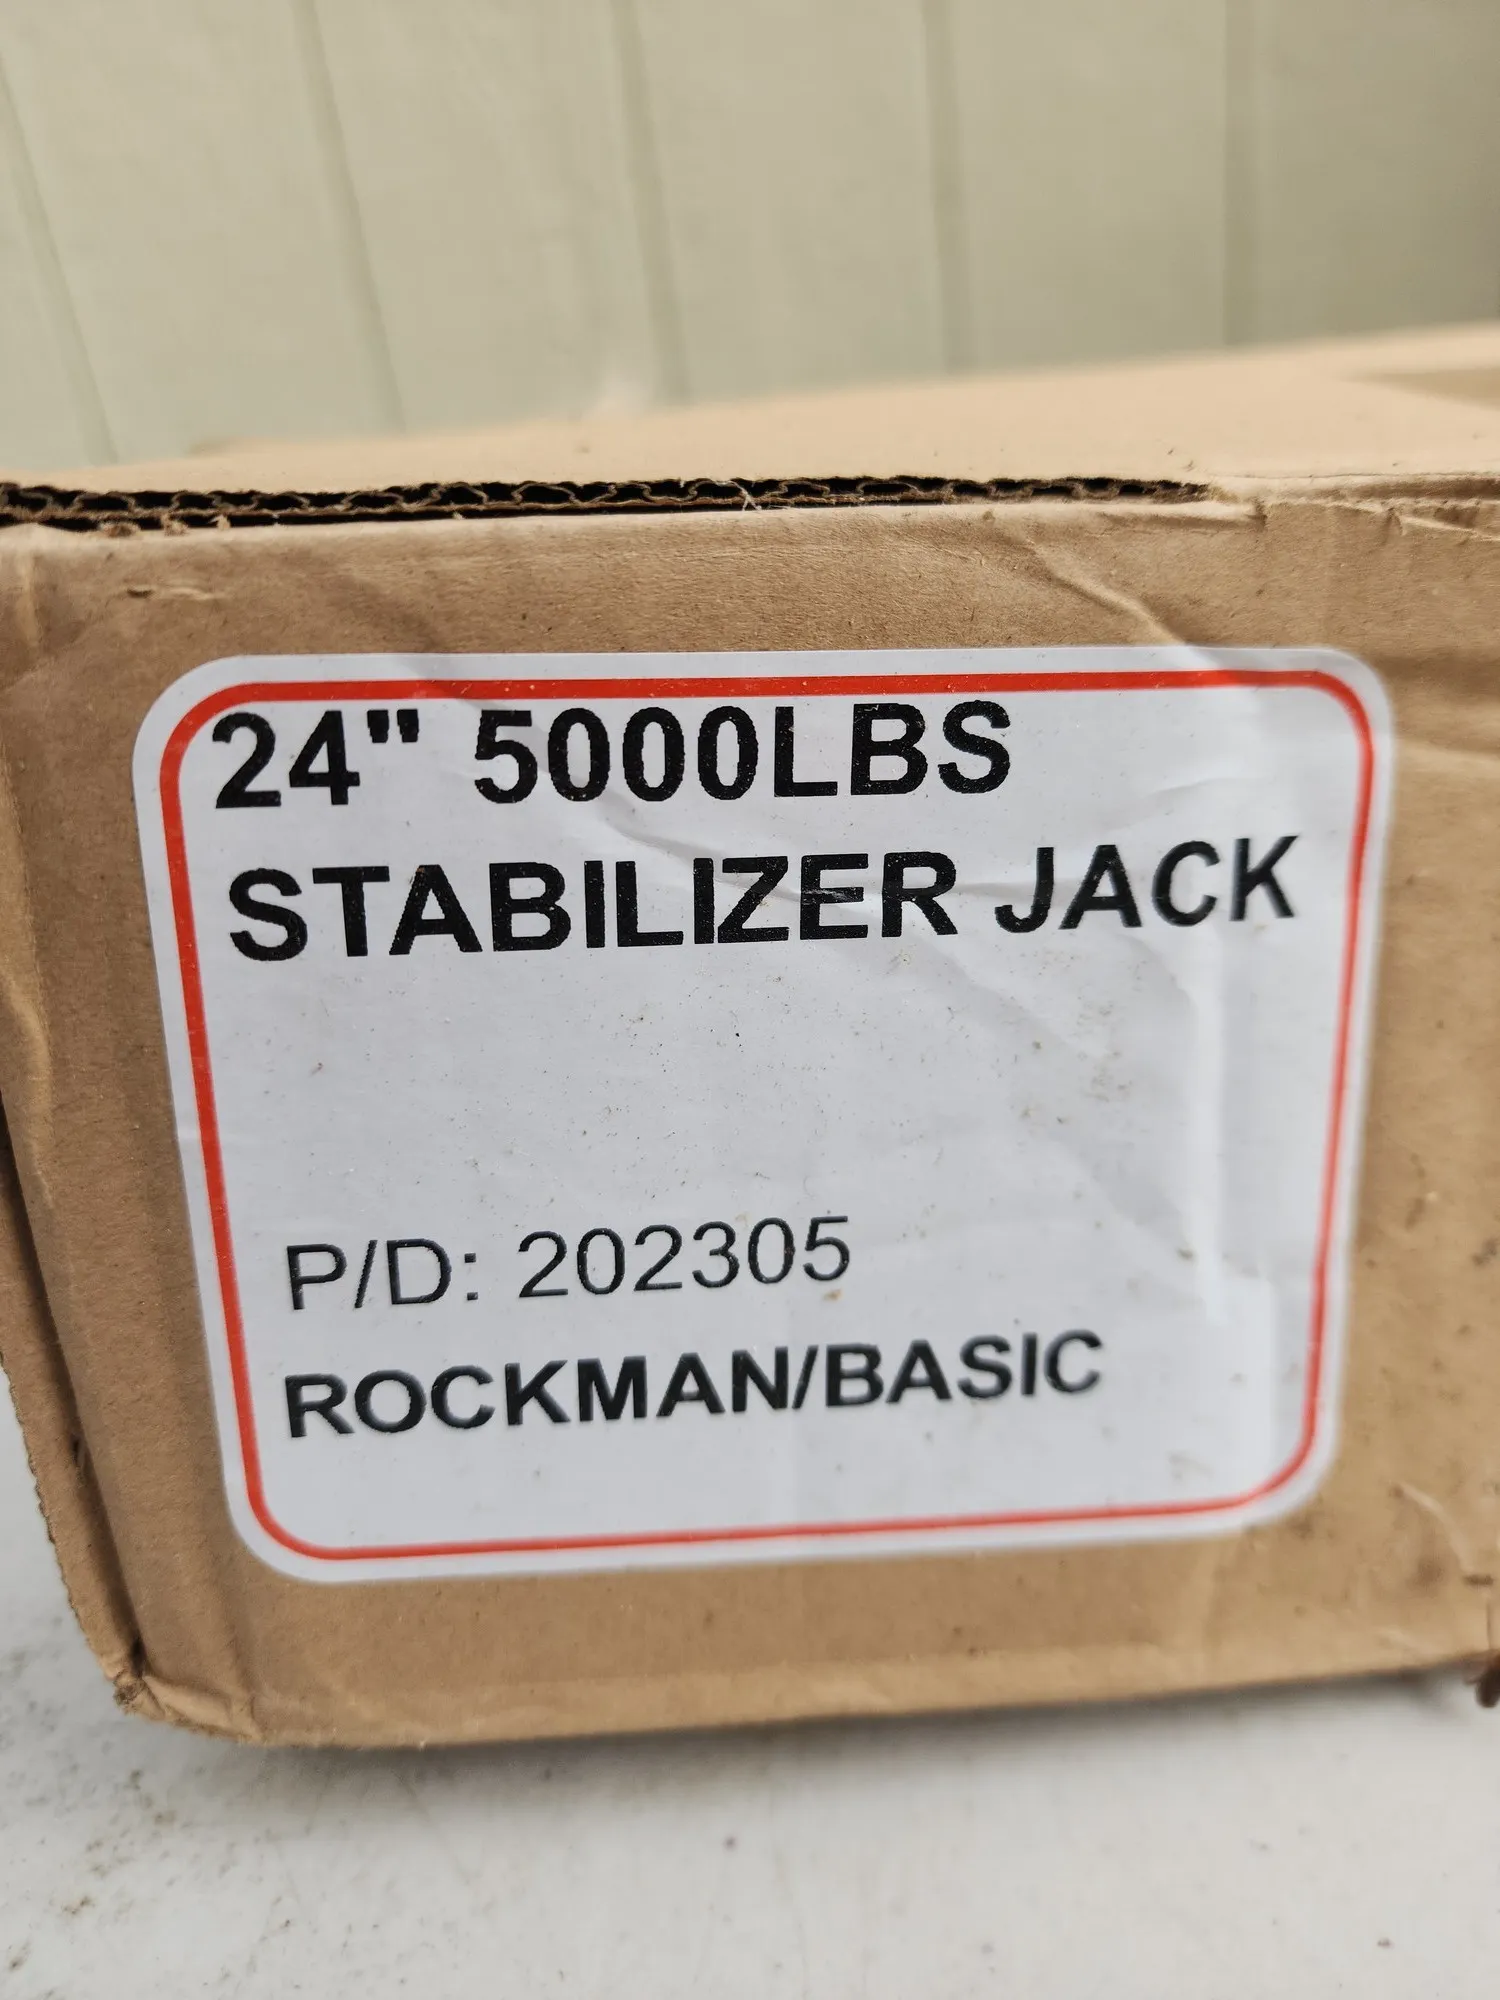 24" 5000LBS
STABILIZER JACK
P/D: 202305
ROCKMAN/BASIC